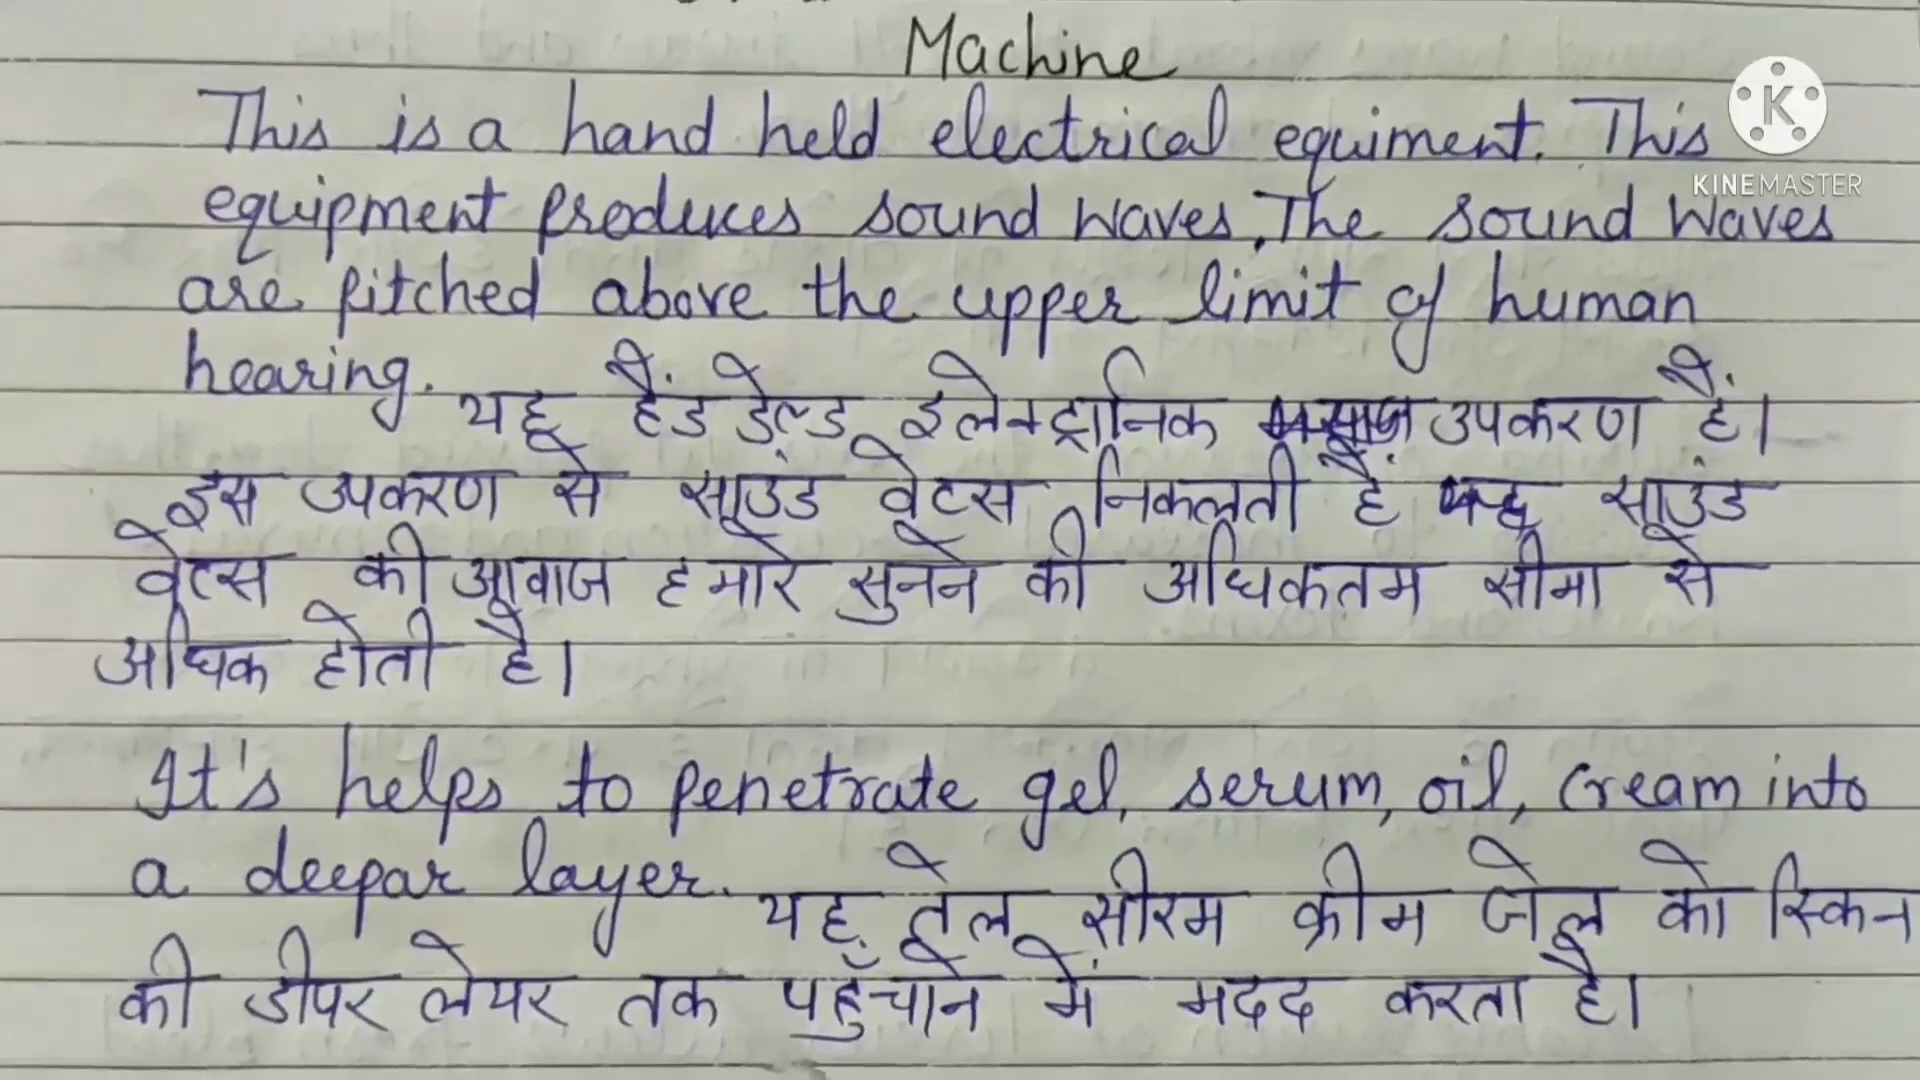 Machine
This is a hand held electrical equiment. This
KINEMASTER
equipment produces sound waves. The sound waves
are pitched above the upper limit of human
hearing. यह हैंड डेल्ड इलेक्ट्रानिक उपकरण हैं।
इस उपकरण से साउंड वेव्स निकलती हैं यह साउंड
वेव्स की आवाज हमारे सुनने की अधिकतम सीमा से
अधिक होती है।
It's helps to penetrate gel, serum, oil, cream into
a deepar layer. यह तेल सीरम क्रीम जेल को स्किन
की डीपर लेयर तक पहुँचाने में मदद करता है।